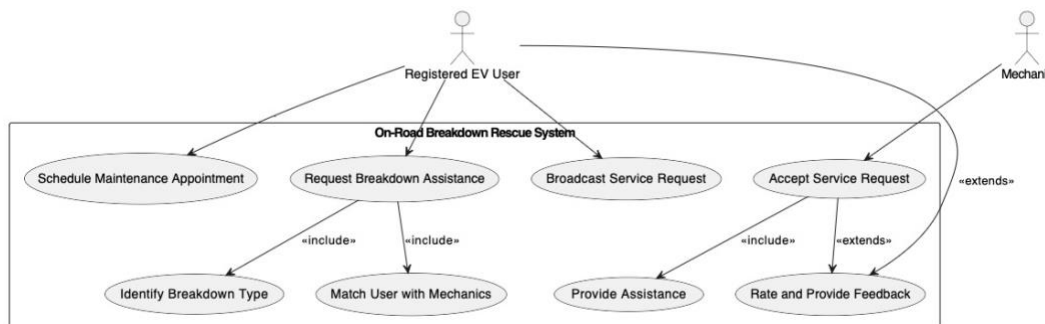 Registered EV User
Mechani
On-Road Breakdown Rescue System
Schedule Maintenance Appointment
Request Breakdown Assistance
Broadcast Service Request
Accept Service Request
«extends»
«include»
«include»
«include»
«extends»
Identify Breakdown Type
Match User with Mechanics
Provide Assistance
Rate and Provide Feedback